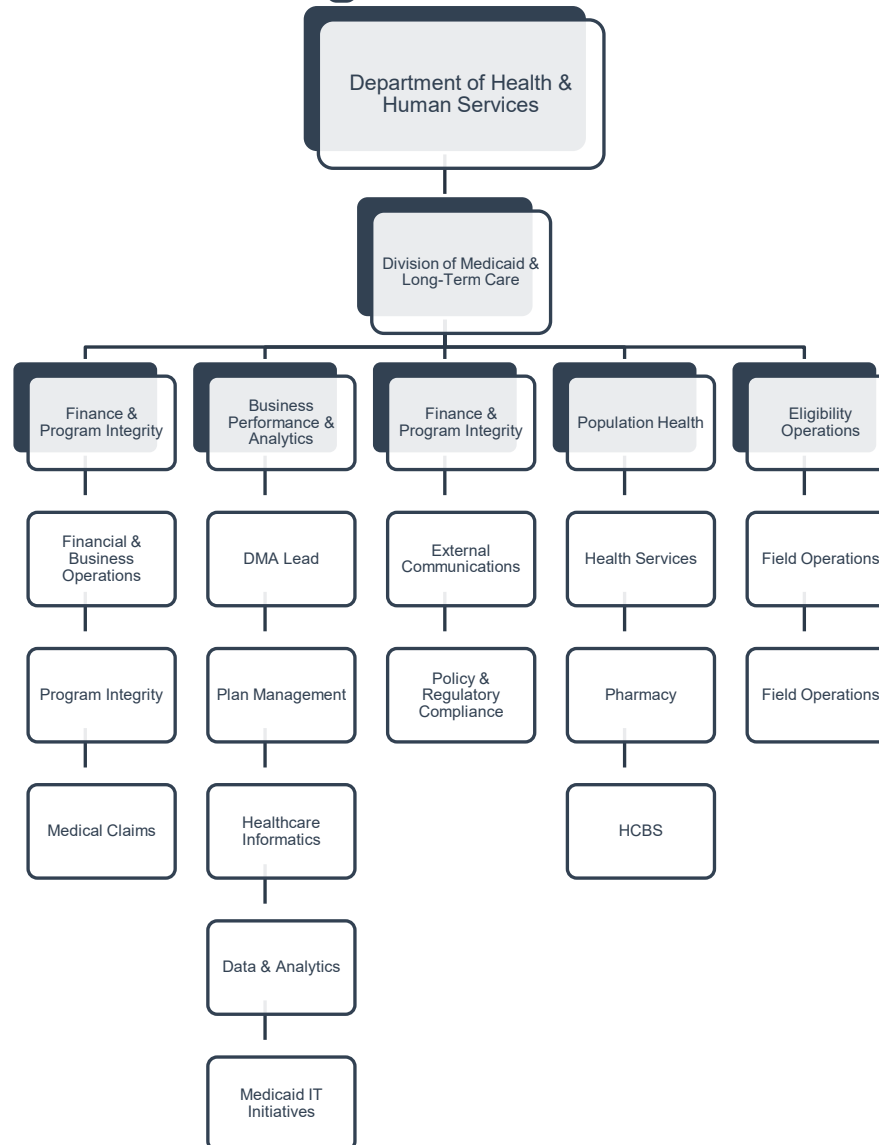 Department of Health &
Human Services
Division of Medicaid &
Long-Term Care
Finance &
Program Integrity
Business
Performance &
Analytics
Finance &
Program Integrity
Population Health
Eligibility
Operations
Financial &
Business
Operations
DMA Lead
External
Communications
Health Services
Field Operations
Program Integrity
Plan Management
Policy &
Regulatory
Compliance
Pharmacy
Field Operations
Medical Claims
Healthcare
Informatics
HCBS
Data & Analytics
Medicaid IT
Initiatives